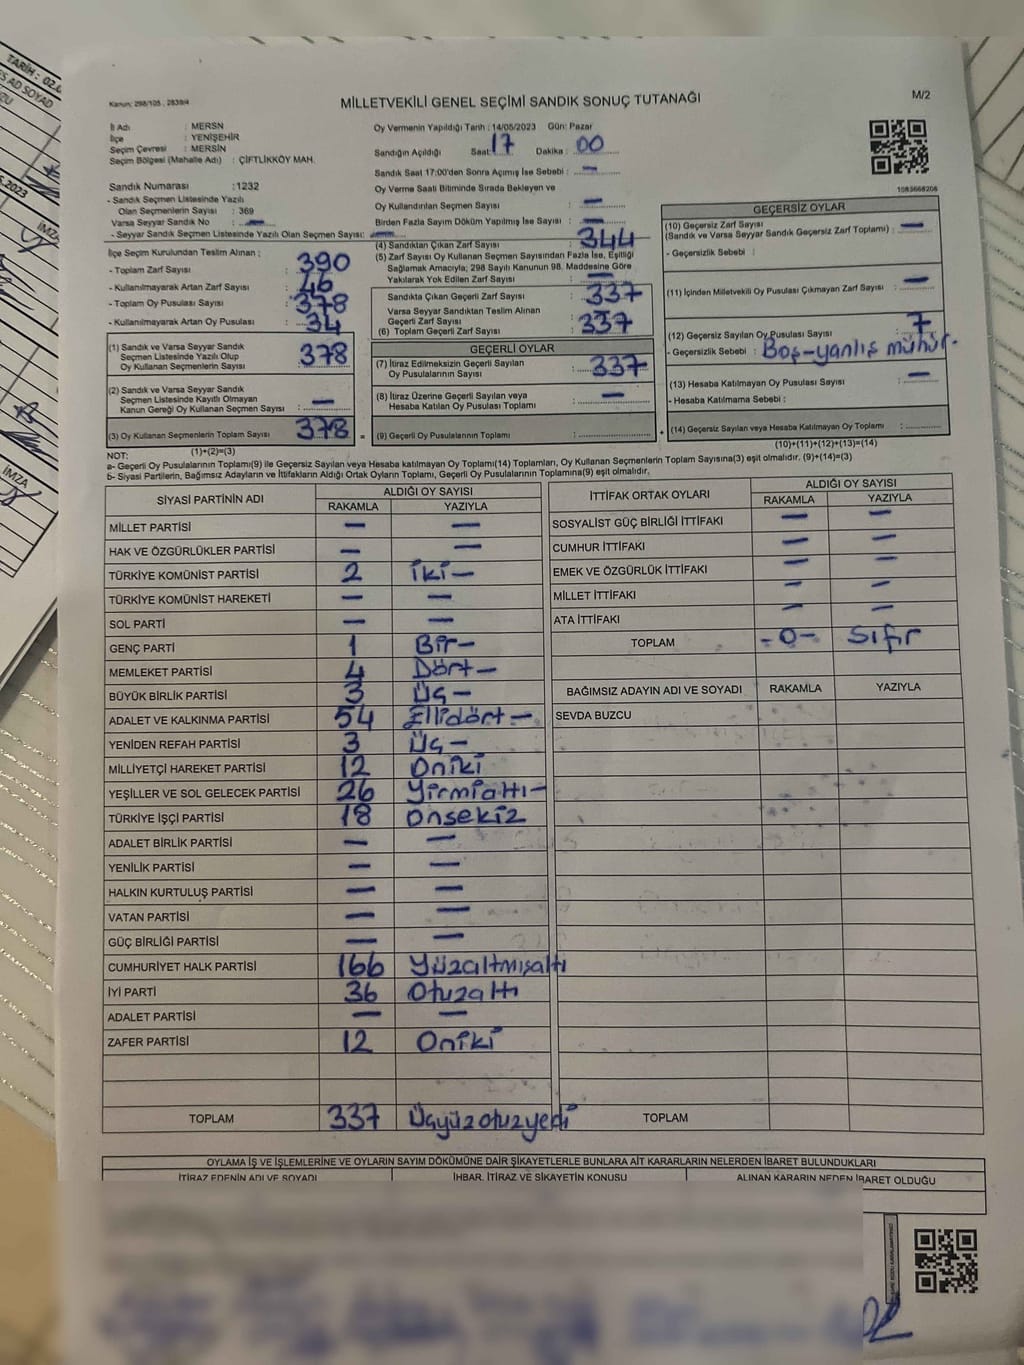 TARİH : 02.0
ES AD SOYAD
ZU
5 2023
İMZA
İMZA
Kanun: 298/105 , 2839/4
MİLLETVEKİLİ GENEL SEÇİMİ SANDIK SONUÇ TUTANAĞI
M/2
İl Adı : MERSN
İlçe : YENİŞEHİR
Seçim Çevresi : MERSİN
Seçim Bölgesi (Mahalle Adı) : ÇİFTLİKKÖY MAH.
Sandık Numarası :1232
- Sandık Seçmen Listesinde Yazılı
Olan Seçmenlerin Sayısı : 369
Varsa Seyyar Sandık No : —
- Seyyar Sandık Listesinde Yazılı Olan Seçmen Sayısı: —
Oy Vermenin Yapıldığı Tarih : 14/05/2023 Gün: Pazar
Sandığın Açıldığı Saat: 17 Dakika : 00
Sandık Saat 17:00'den Sonra Açımış İse Sebebi : —
Oy Verme Saati Bitiminde Sırada Bekleyen ve
Oy Kullandırılan Seçmen Sayısı : —
Birden Fazla Sayım Döküm Yapılmış İse Sayısı : —
1083668206
İlçe Seçim Kurulundan Teslim Alınan ;
- Toplam Zarf Sayısı : 390
- Kullanılmayarak Artan Zarf Sayısı : 46
- Toplam Oy Pusulası Sayısı : 378
- Kullanılmayarak Artan Oy Pusulası : 34
(1) Sandık ve Varsa Seyyar Sandık
Seçmen Listesinde Yazılı Olup
Oy Kullanan Seçmenlerin Sayısı : 378
(2) Sandık ve Varsa Seyyar Sandık
Seçmen Listesinde Kayıtlı Olmayan
Kanun Gereği Oy Kullanan Seçmen Sayısı : —
(3) Oy Kullanan Seçmenlerin Toplam Sayısı : 378 =
(1)+(2)=(3)
(4) Sandıktan Çıkan Zarf Sayısı : 344
(5) Zarf Sayısı Oy Kullanan Seçmen Sayısından Fazla İse, Eşitliği
Sağlamak Amacıyla; 298 Sayılı Kanunun 98. Maddesine Göre
Yakılarak Yok Edilen Zarf Sayısı : —
Sandıkta Çıkan Geçerli Zarf Sayısı : 337
Varsa Seyyar Sandıktan Teslim Alınan
Geçerli Zarf Sayısı
(6) Toplam Geçerli Zarf Sayısı : 337
GEÇERLİ OYLAR
(7) İtiraz Edilmeksizin Geçerli Sayılan
Oy Pusulalarının Sayısı : 337
(8) İtiraz Üzerine Geçerli Sayılan veya
Hesaba Katılan Oy Pusulası Toplamı : —
(9) Geçerli Oy Pusulalarının Toplamı : +
GEÇERSİZ OYLAR
(10) Geçersiz Zarf Sayısı : —
(Sandık ve Varsa Seyyar Sandık Geçersiz Zarf Toplamı)
- Geçersizlik Sebebi :
(11) İçinden Milletvekili Oy Pusulası Çıkmayan Zarf Sayısı : —
(12) Geçersiz Sayılan Oy Pusulası Sayısı : 7
- Geçersizlik Sebebi : Boş-yanlış mühür.
(13) Hesaba Katılmayan Oy Pusulası Sayısı : —
- Hesaba Katılmama Sebebi :
(14) Geçersiz Sayılan veya Hesaba Katılmayan Oy Toplamı :
(10)+(11)+(12)+(13)=(14)
NOT:
a- Geçerli Oy Pusulalarının Toplamı(9) ile Geçersiz Sayılan veya Hesaba katılmayan Oy Toplamı(14) Toplamları, Oy Kullanan Seçmenlerin Toplam Sayısına(3) eşit olmalıdır. (9)+(14)=(3)
b- Siyasi Partilerin, Bağımsız Adayların ve İttifakların Aldığı Ortak Oyların Toplamı, Geçerli Oy Pusulalarının Toplamına(9) eşit olmalıdır.
SİYASİ PARTİNİN ADI ALDIĞI OY SAYISI
RAKAMLA YAZIYLA
MİLLET PARTİSİ — —
HAK VE ÖZGÜRLÜKLER PARTİSİ — —
TÜRKİYE KOMÜNİST PARTİSİ 2 iki—
TÜRKİYE KOMÜNİST HAREKETİ — —
SOL PARTİ — —
GENÇ PARTİ 1 Bir—
MEMLEKET PARTİSİ 4 Dört—
BÜYÜK BİRLİK PARTİSİ 3 Üç—
ADALET VE KALKINMA PARTİSİ 54 Ellidört—
YENİDEN REFAH PARTİSİ 3 Üç—
MİLLİYETÇİ HAREKET PARTİSİ 12 Oniki
YEŞİLLER VE SOL GELECEK PARTİSİ 26 Yirmialtı—
TÜRKİYE İŞÇİ PARTİSİ 18 Onsekiz
ADALET BİRLİK PARTİSİ — —
YENİLİK PARTİSİ — —
HALKIN KURTULUŞ PARTİSİ — —
VATAN PARTİSİ — —
GÜÇ BİRLİĞİ PARTİSİ — —
CUMHURİYET HALK PARTİSİ 166 Yüzaltmışaltı
İYİ PARTİ 36 Otuzaltı
ADALET PARTİSİ — —
ZAFER PARTİSİ 12 Oniki
TOPLAM 337 Üçyüzotuzyedi
İTTİFAK ORTAK OYLARI ALDIĞI OY SAYISI
RAKAMLA YAZIYLA
SOSYALİST GÜÇ BİRLİĞİ İTTİFAKI — —
CUMHUR İTTİFAKI — —
EMEK VE ÖZGÜRLÜK İTTİFAKI — —
MİLLET İTTİFAKI — —
ATA İTTİFAKI — —
TOPLAM -0- Sıfır
BAĞIMSIZ ADAYIN ADI VE SOYADI RAKAMLA YAZIYLA
SEVDA BUZCU
TOPLAM
OYLAMA İŞ VE İŞLEMLERİNE VE OYLARIN SAYIM DÖKÜMÜNE DAİR ŞİKAYETLERLE BUNLARA AİT KARARLARIN NELERDEN İBARET BULUNDUKLARI
İTİRAZ EDENİN ADI VE SOYADI İHBAR, İTİRAZ VE ŞİKAYETİN KONUSU ALINAN KARARIN NEDEN İBARET OLDUĞU